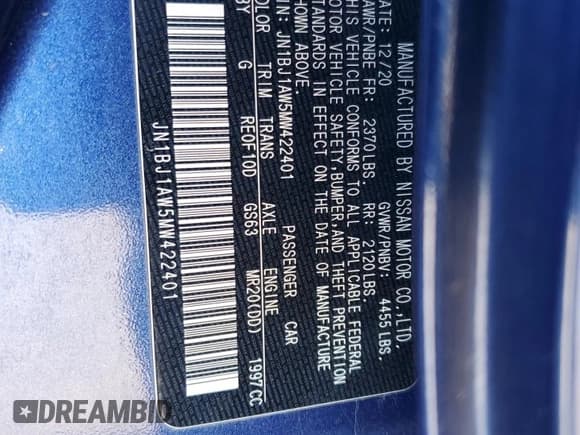 MANUFACTURED BY NISSAN MOTOR CO.,LTD.
DATE: 12/20 GVWR/PNBV: 4455 LBS.
GAWR/PNBE FR: 2370LBS. RR: 2120LBS
THIS VEHICLE CONFORMS TO ALL APPLICABLE FEDERAL
MOTOR VEHICLE SAFETY,BUMPER,AND THEFT PREVENTION
STANDARDS IN EFFECT ON THE DATE OF MANUFACTURE
SHOWN ABOVE.
VIN: JN1BJ1AW5MW422401 PASSENGER CAR
COLOR TRIM TRANS AXLE ENGINE
RBY G RE0F10D GS63 MR20(DD) 1997CC
JN1BJ1AW5MW422401
DREAMBID